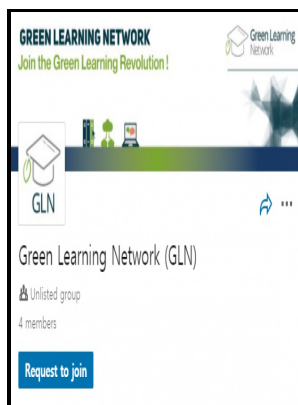 GREEN LEARNING NETWORK
Join the Green Learning Revolution !
Green Learning
Network
GLN
Green Learning Network (GLN)
Unlisted group
4 members
Request to join